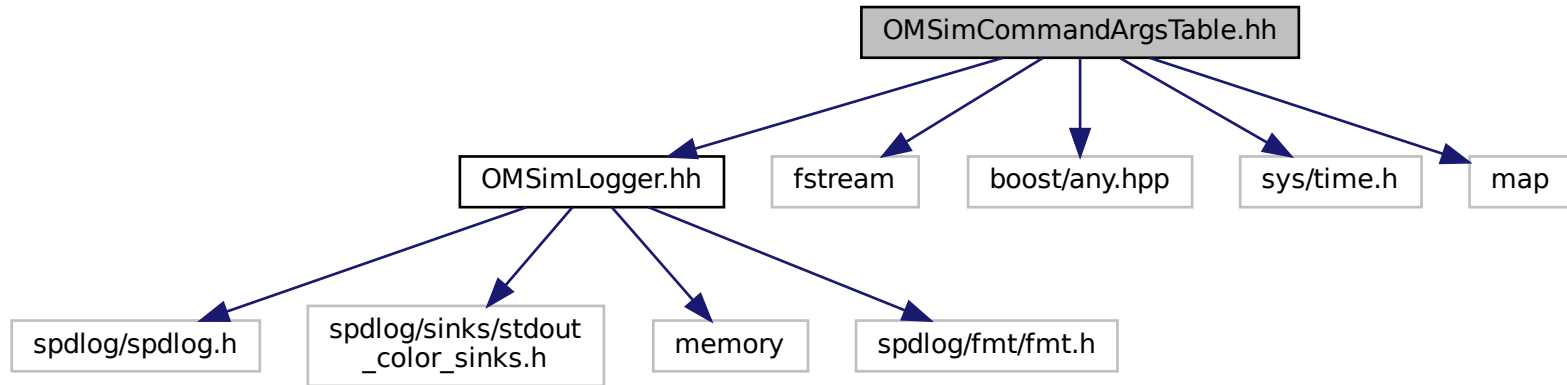 OMSimCommandArgsTable.hh
OMSimLogger.hh
fstream
boost/any.hpp
sys/time.h
map
spdlog/spdlog.h
spdlog/sinks/stdout
_color_sinks.h
memory
spdlog/fmt/fmt.h